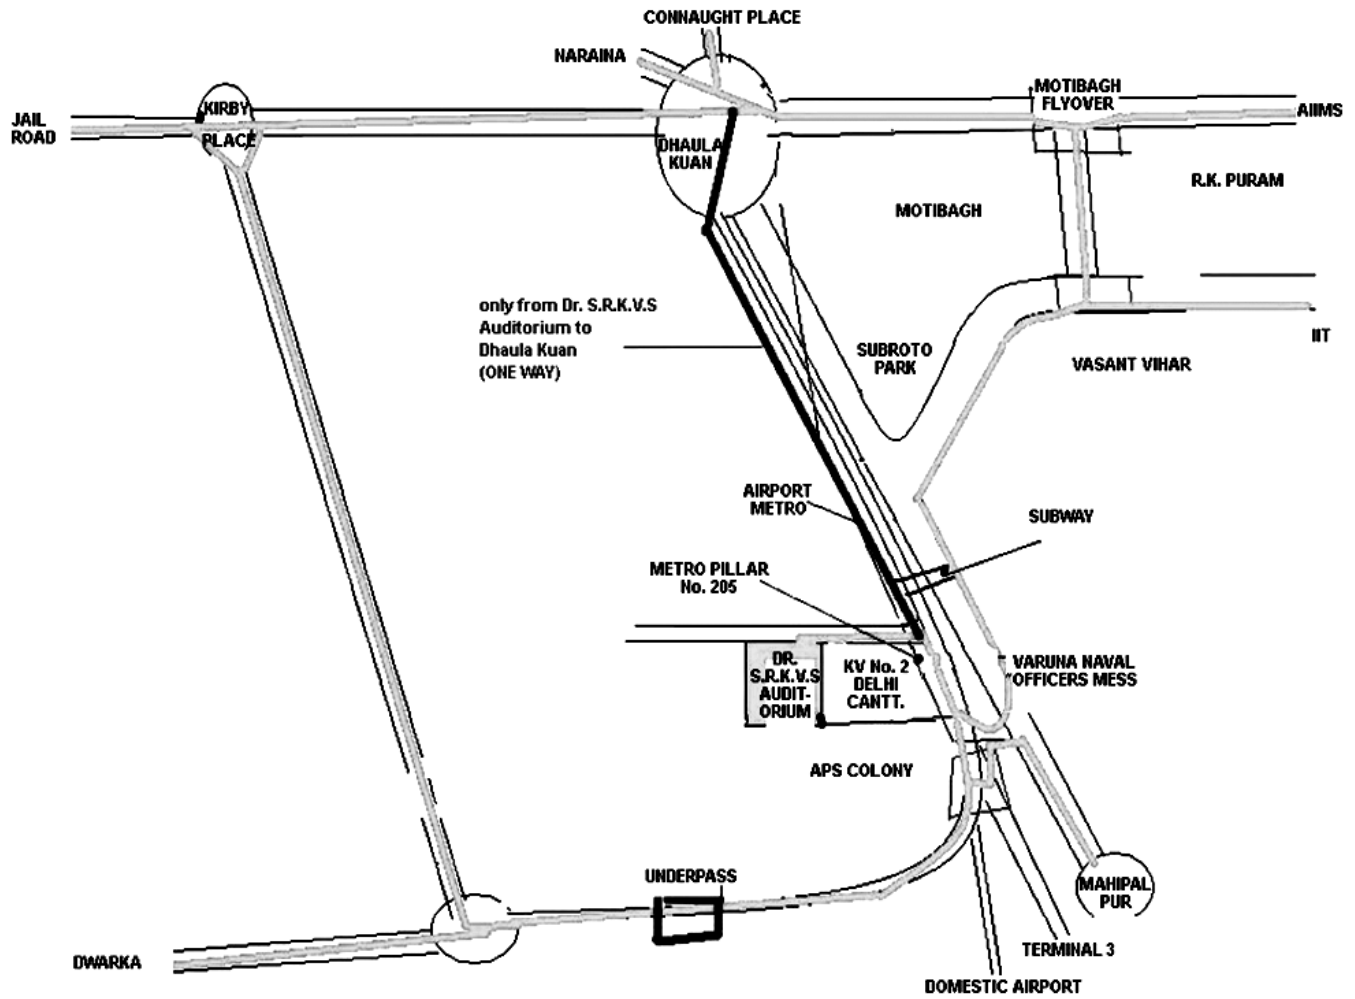 CONNAUGHT PLACE
NARAINA
MOTIBAGH
FLYOVER
KIRBY
PLACE
JAIL
ROAD
AIIMS
DHAULA
KUAN
R.K. PURAM
MOTIBAGH
only from Dr. S.R.K.V.S
Auditorium to
Dhaula Kuan
(ONE WAY)
IIT
SUBROTO
PARK
VASANT VIHAR
AIRPORT
METRO
SUBWAY
METRO PILLAR
No. 205
DR.
S.R.K.V.S
AUDIT-
ORIUM
KV No. 2
DELHI
CANTT.
VARUNA NAVAL
OFFICERS MESS
APS COLONY
UNDERPASS
MAHIPAL
PUR
TERMINAL 3
DWARKA
DOMESTIC AIRPORT